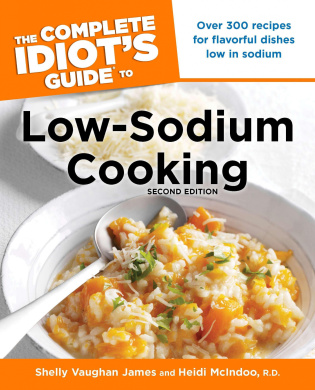 THE COMPLETE
IDIOT'S
GUIDE® TO
Over 300 recipes
for flavorful dishes
low in sodium
Low-Sodium
Cooking
SECOND EDITION
Shelly Vaughan James and Heidi McIndoo, R.D.